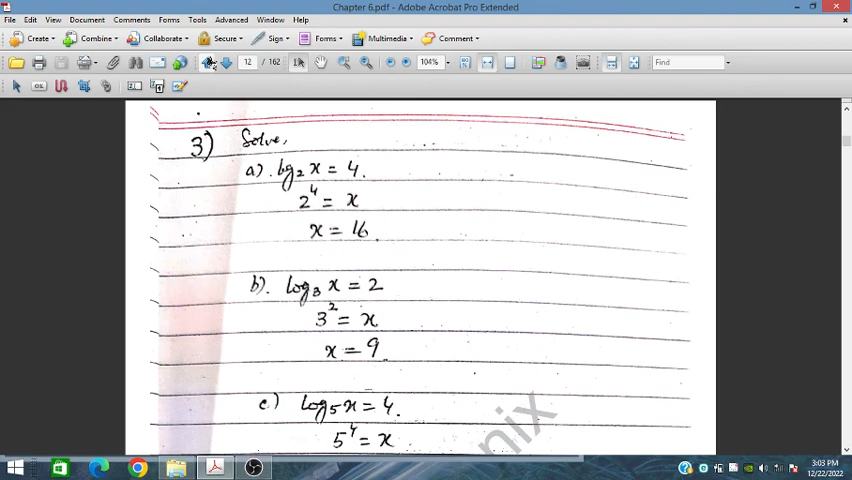 Chapter 6.pdf - Adobe Acrobat Pro Extended
File Edit View Document Comments Forms Tools Advanced Window Help
Create Combine Collaborate Secure Sign Forms Multimedia Comment
12 / 162 104% Find
3) Solve,
a). log₂ x = 4.
2⁴ = x
x = 16.
b). log₃ x = 2
3² = x
x = 9.
c) log₅ x = 4.
5⁴ = x
nix
3:03 PM
12/22/2022